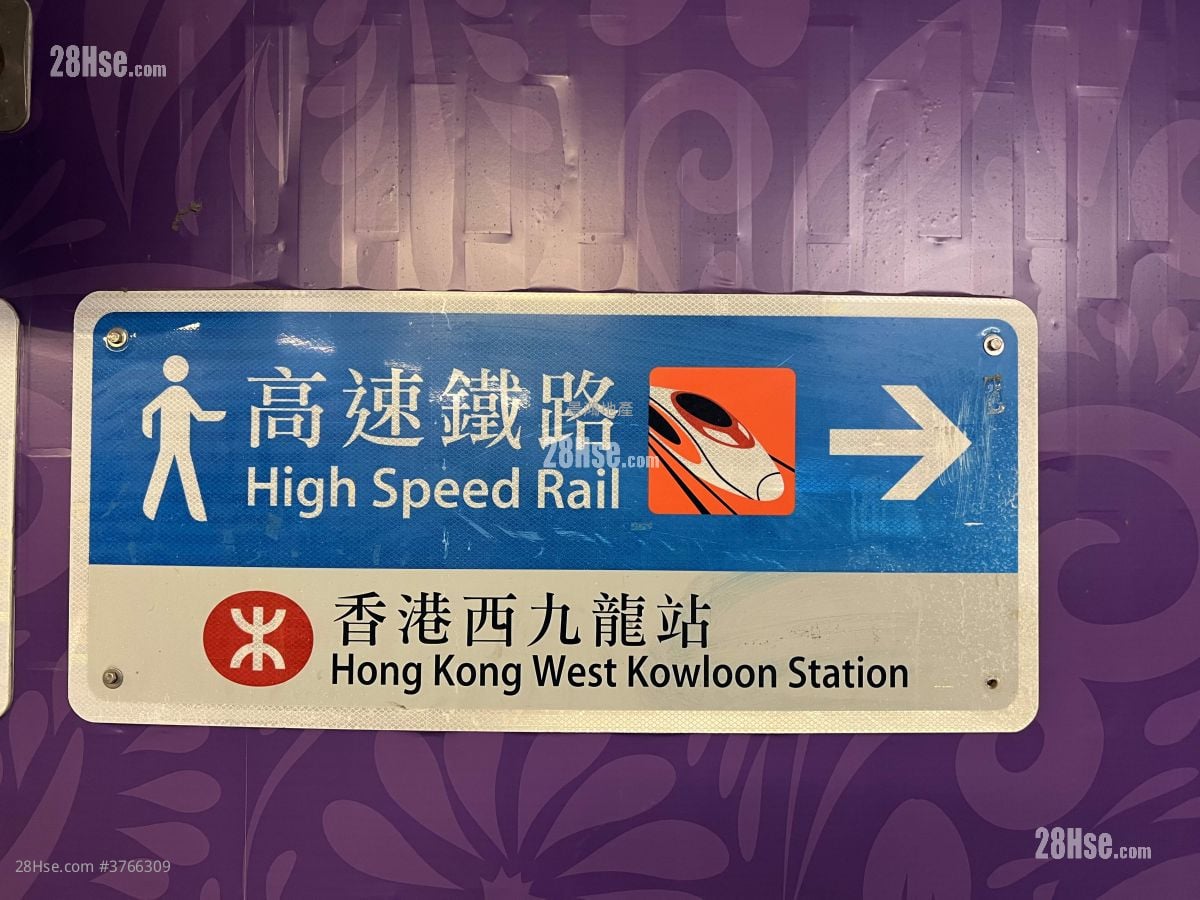 28Hse.com
高速鐵路
High Speed Rail
28Hse.com
香港西九龍站
Hong Kong West Kowloon Station
28Hse.com
28Hse.com #3766309